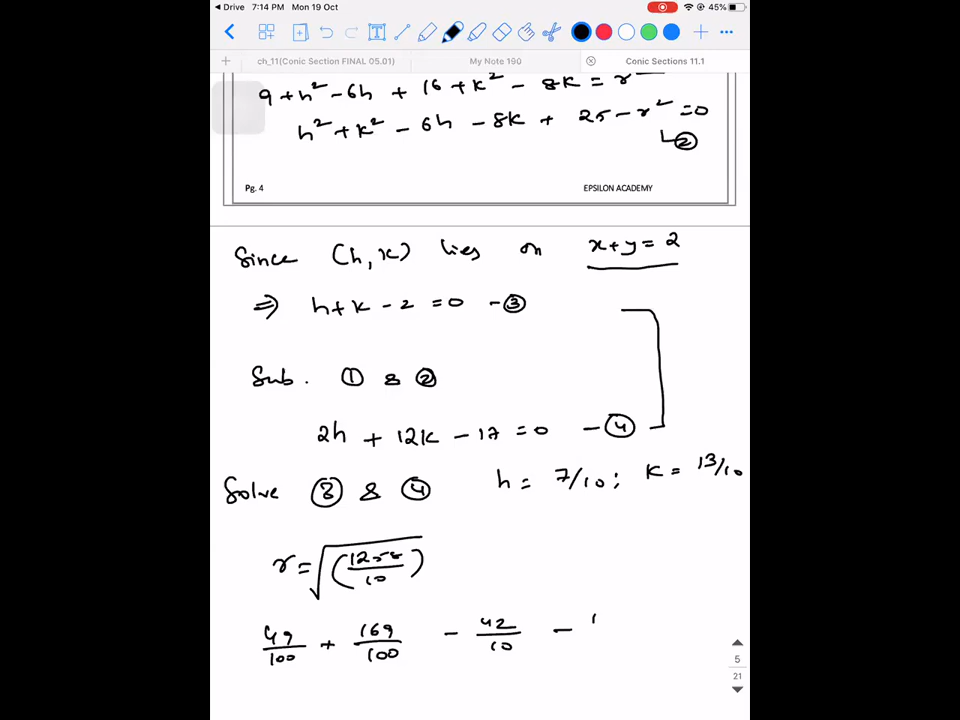 Drive 7:14 PM Mon 19 Oct 45%
ch_11(Conic Section FINAL 05.01) My Note 190 Conic Sections 11.1
9 + h² - 6h + 16 + k² - 8k = r²
h² + k² - 6h - 8k + 25 - r² = 0
②
Pg. 4 EPSILON ACADEMY
Since (h, k) lies on x+y = 2
⇒ h+k - 2 = 0 - ③
Sub. ① & ②
2h + 12k - 17 = 0 - ④
Solve ③ & ④ h = 7/10 ; k = 13/10
r = √(1258/10)
49/100 + 169/100 - 42/10 -
5
21